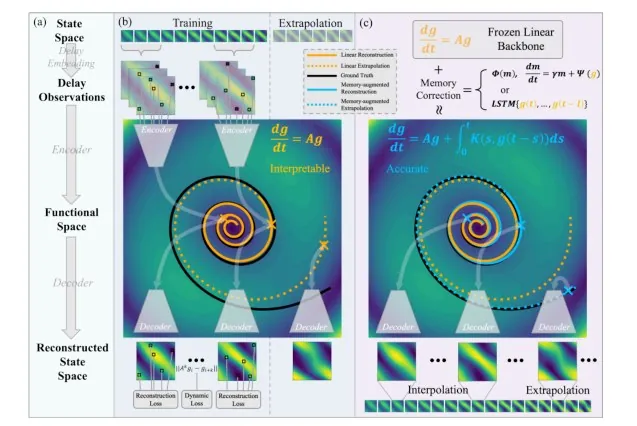 (a)
State
Space
Delay
Embedding
Delay
Observations
Encoder
Functional
Space
Decoder
Reconstructed
State
Space
(b)
Training
Extrapolation
Encoder
Encoder
dg/dt = Ag
Interpretable
Decoder
Decoder
Decoder
||A^k g_i − g_{i+k}||
Reconstruction
Loss
Dynamic
Loss
Reconstruction
Loss
Linear Reconstruction
Linear Extrapolation
Ground Truth
Memory-augmented
Reconstruction
Memory-augmented
Extrapolation
(c)
dg/dt = Ag
Frozen Linear
Backbone
+
Memory
Correction
=
Φ(m), dm/dt = γm + Ψ(g)
or
LSTM{g(t), ..., g(t − l)}
≈
dg/dt = Ag + ∫₀ᵗ K(s, g(t − s))ds
Accurate
Decoder
Decoder
Decoder
Interpolation
Extrapolation